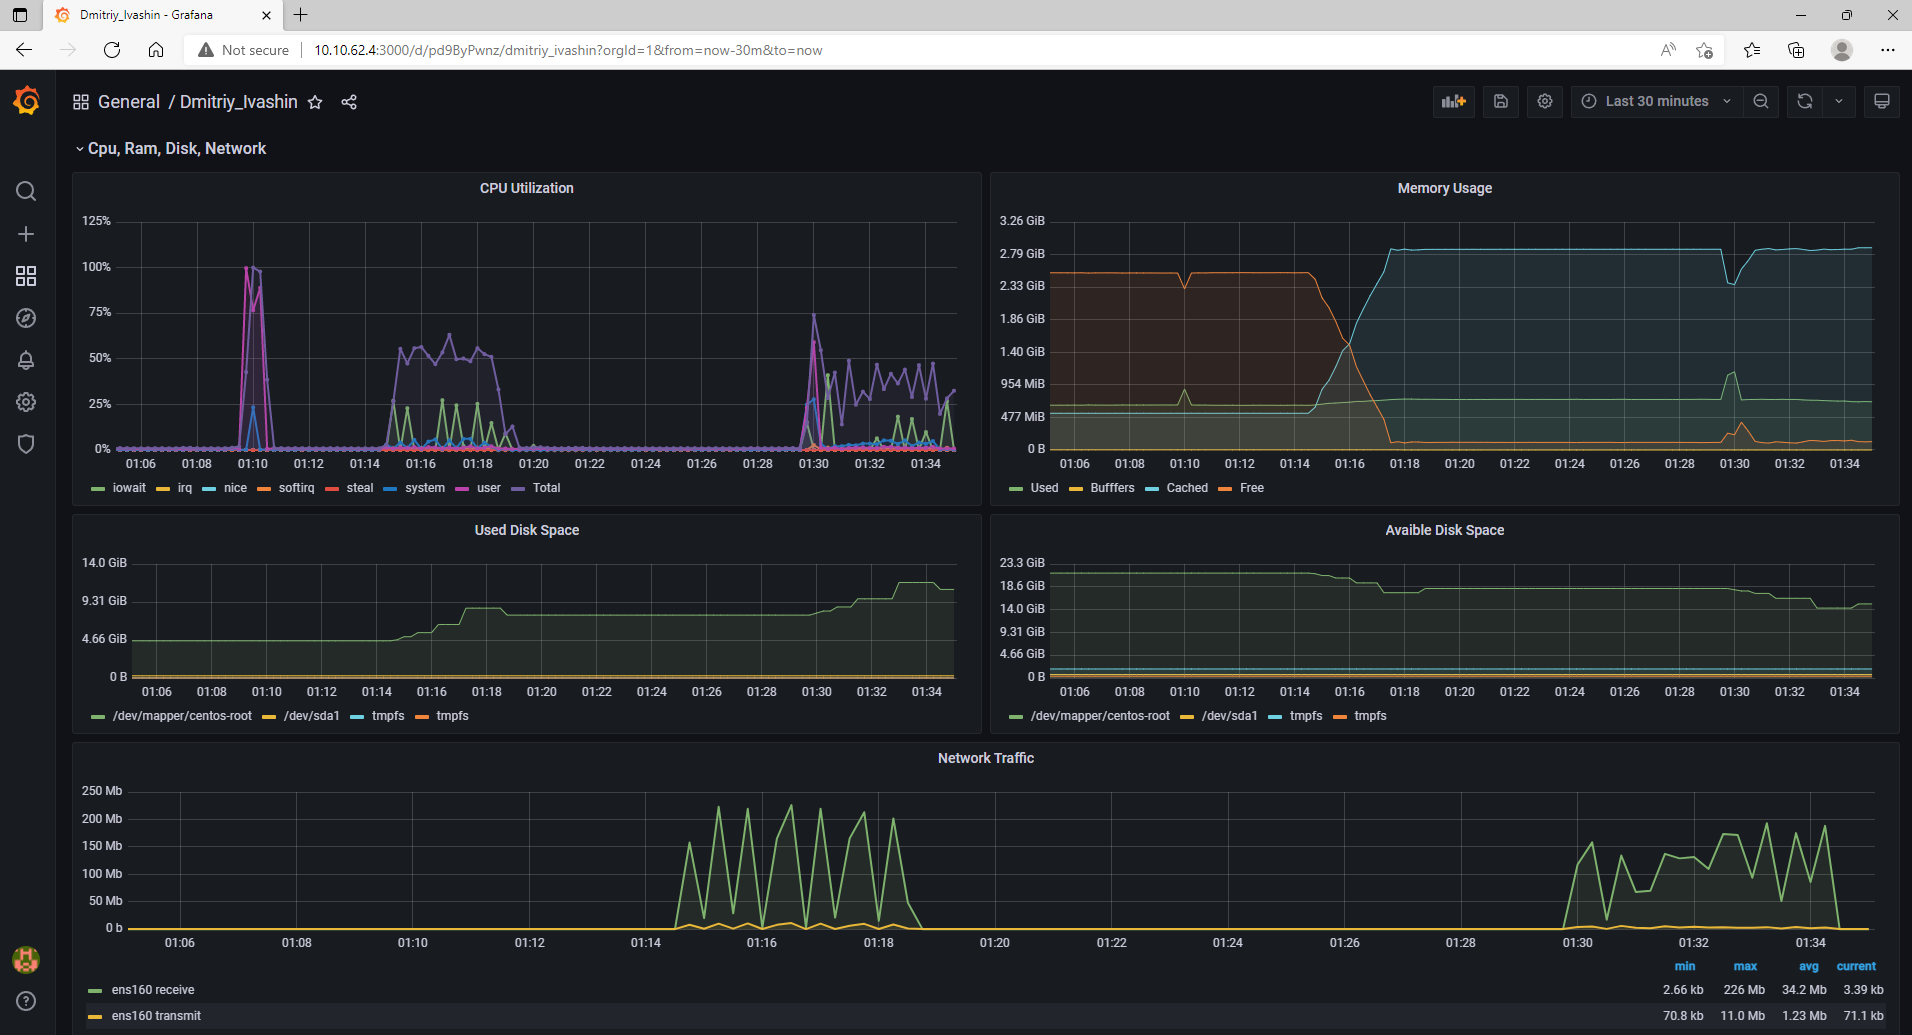 Dmitriy_Ivashin - Grafana
Not secure 10.10.62.4:3000/d/pd9ByPwnz/dmitriy_ivashin?orgId=1&from=now-30m&to=now
General / Dmitriy_Ivashin
Last 30 minutes
Cpu, Ram, Disk, Network
CPU Utilization
125%
100%
75%
50%
25%
0%
01:06 01:08 01:10 01:12 01:14 01:16 01:18 01:20 01:22 01:24 01:26 01:28 01:30 01:32 01:34
iowait irq nice softirq steal system user Total
Memory Usage
3.26 GiB
2.79 GiB
2.33 GiB
1.86 GiB
1.40 GiB
954 MiB
477 MiB
0 B
01:06 01:08 01:10 01:12 01:14 01:16 01:18 01:20 01:22 01:24 01:26 01:28 01:30 01:32 01:34
Used Bufffers Cached Free
Used Disk Space
14.0 GiB
9.31 GiB
4.66 GiB
0 B
01:06 01:08 01:10 01:12 01:14 01:16 01:18 01:20 01:22 01:24 01:26 01:28 01:30 01:32 01:34
/dev/mapper/centos-root /dev/sda1 tmpfs tmpfs
Avaible Disk Space
23.3 GiB
18.6 GiB
14.0 GiB
9.31 GiB
4.66 GiB
0 B
01:06 01:08 01:10 01:12 01:14 01:16 01:18 01:20 01:22 01:24 01:26 01:28 01:30 01:32 01:34
/dev/mapper/centos-root /dev/sda1 tmpfs tmpfs
Network Traffic
250 Mb
200 Mb
150 Mb
100 Mb
50 Mb
0 b
01:06 01:08 01:10 01:12 01:14 01:16 01:18 01:20 01:22 01:24 01:26 01:28 01:30 01:32 01:34
min max avg current
ens160 receive 2.66 kb 226 Mb 34.2 Mb 3.39 kb
ens160 transmit 70.8 kb 11.0 Mb 1.23 Mb 71.1 kb